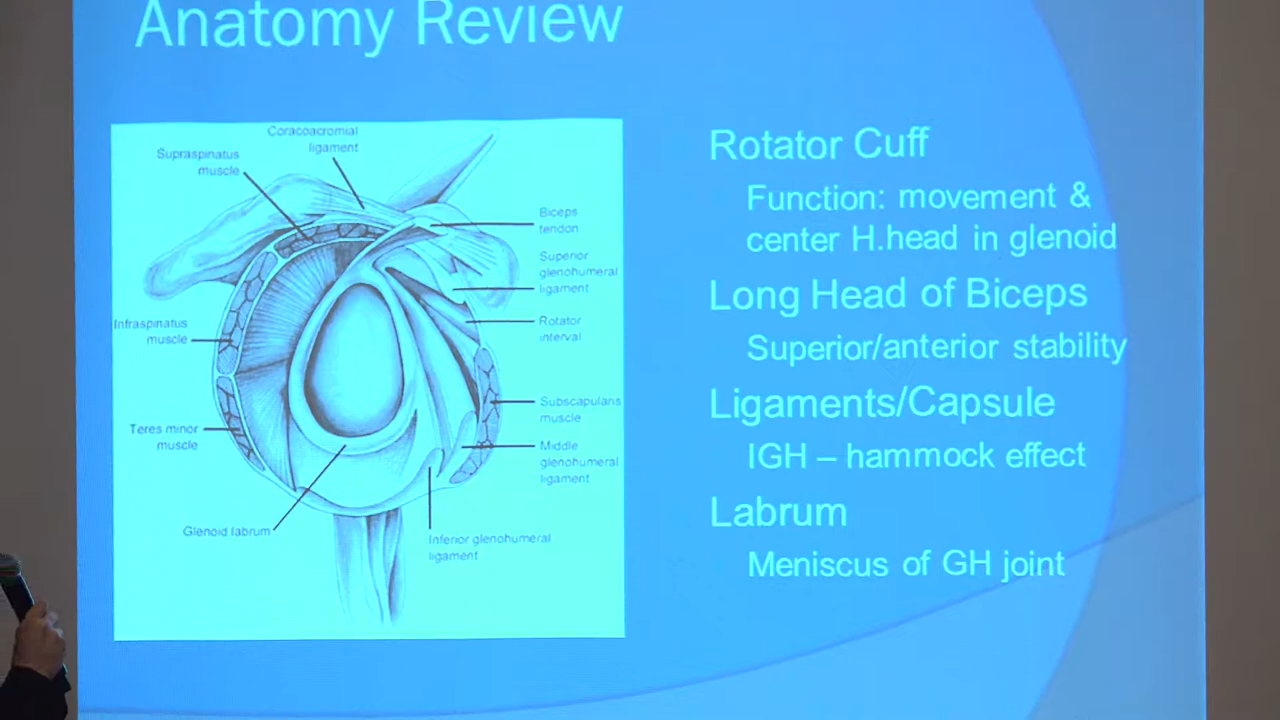 Anatomy Review
Coracoacromial
ligament
Supraspinatus
muscle
Biceps
tendon
Superior
glenohumeral
ligament
Rotator
interval
Infraspinatus
muscle
Subscapularis
muscle
Teres minor
muscle
Middle
glenohumeral
ligament
Glenoid labrum
Inferior glenohumeral
ligament
Rotator Cuff
Function: movement &
center H.head in glenoid
Long Head of Biceps
Superior/anterior stability
Ligaments/Capsule
IGH – hammock effect
Labrum
Meniscus of GH joint